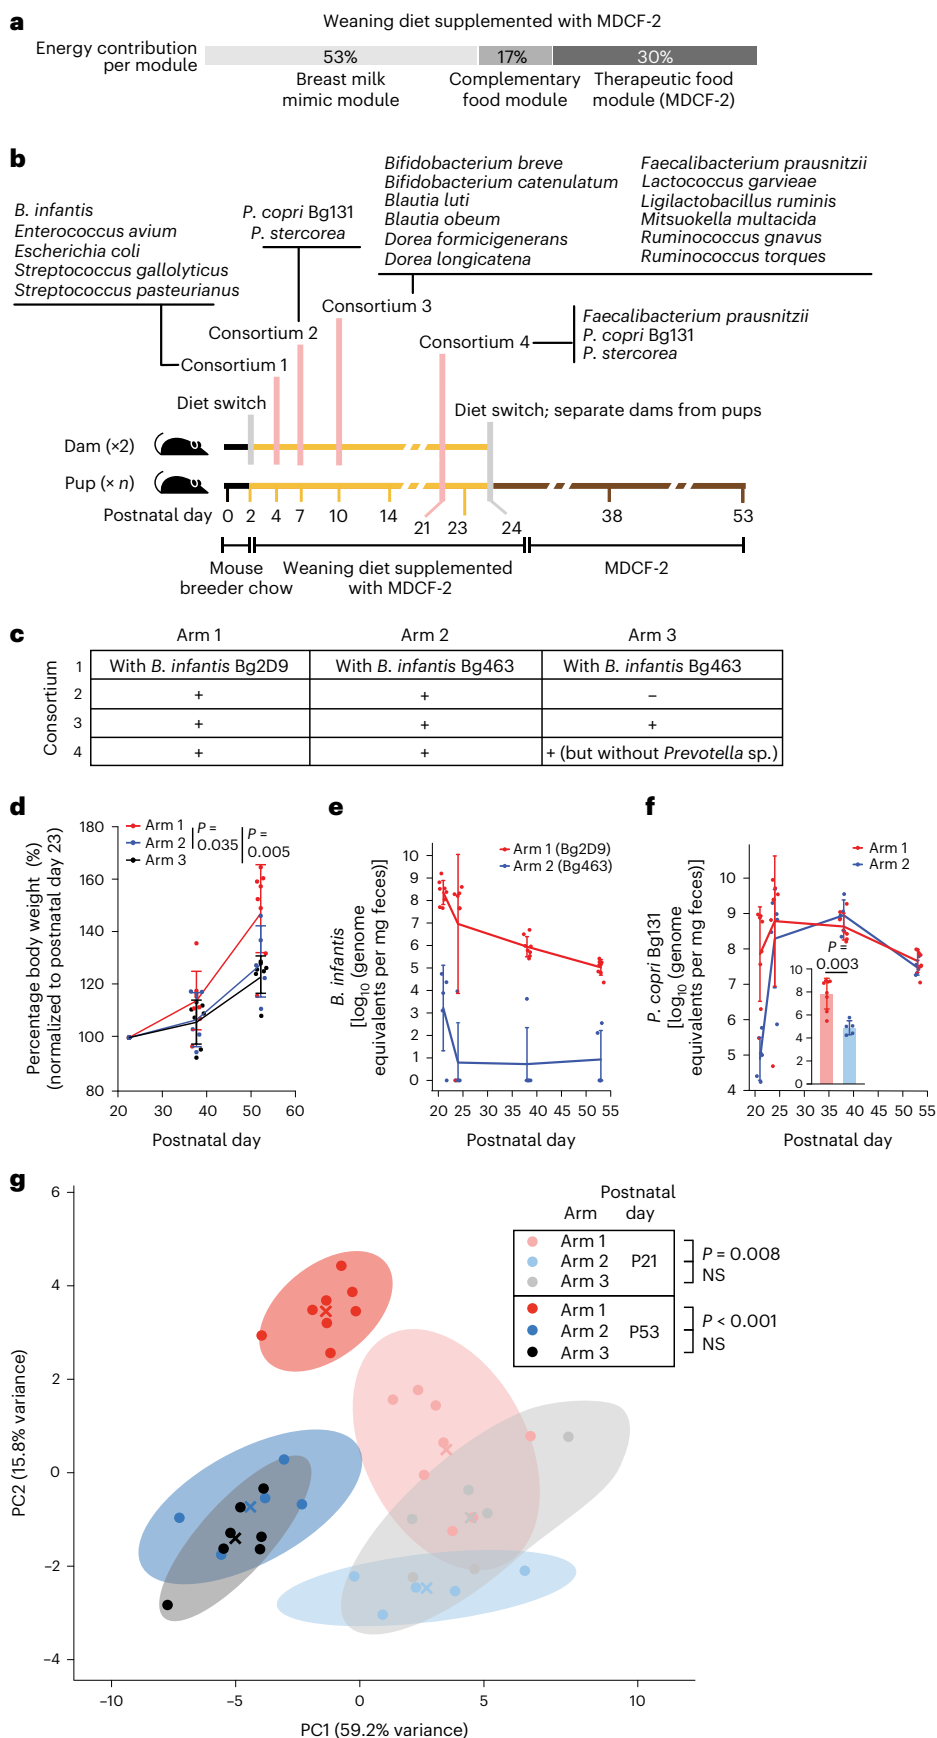 a
Weaning diet supplemented with MDCF-2
Energy contribution
per module
53%
17%
30%
Breast milk
mimic module
Complementary
food module
Therapeutic food
module (MDCF-2)
b
B. infantis
Enterococcus avium
Escherichia coli
Streptococcus gallolyticus
Streptococcus pasteurianus
P. copri Bg131
P. stercorea
Bifidobacterium breve
Bifidobacterium catenulatum
Blautia luti
Blautia obeum
Dorea formicigenerans
Dorea longicatena
Faecalibacterium prausnitzii
Lactococcus garvieae
Ligilactobacillus ruminis
Mitsuokella multacida
Ruminococcus gnavus
Ruminococcus torques
Consortium 3
Consortium 2
Consortium 1
Consortium 4
Faecalibacterium prausnitzii
P. copri Bg131
P. stercorea
Diet switch
Diet switch; separate dams from pups
Dam (×2)
Pup (× n)
Postnatal day
0 2 4 7 10 14 21 23 24 38 53
Mouse
breeder chow
Weaning diet supplemented
with MDCF-2
MDCF-2
c
Arm 1 Arm 2 Arm 3
Consortium
1 With B. infantis Bg2D9 With B. infantis Bg463 With B. infantis Bg463
2 + + –
3 + + +
4 + + + (but without Prevotella sp.)
d
Percentage body weight (%)
(normalized to postnatal day 23)
180
160
140
120
100
80
Arm 1
Arm 2
Arm 3
P =
0.035
P =
0.005
20 30 40 50 60
Postnatal day
e
B. infantis
[log10 (genome
equivalents per mg feces)]
10
9
8
7
6
5
4
3
2
1
0
Arm 1 (Bg2D9)
Arm 2 (Bg463)
20 25 30 35 40 45 50 55
Postnatal day
f
P. copri Bg131
[log10 (genome
equivalents per mg feces)]
10
9
8
7
6
5
4
Arm 1
Arm 2
P =
0.003
10
8
6
4
2
0
20 25 30 35 40 45 50 55
Postnatal day
g
PC2 (15.8% variance)
6
4
2
0
–2
–4
Arm
Postnatal
day
Arm 1
Arm 2
Arm 3
P21
P = 0.008
NS
Arm 1
Arm 2
Arm 3
P53
P < 0.001
NS
–10 –5 0 5 10
PC1 (59.2% variance)